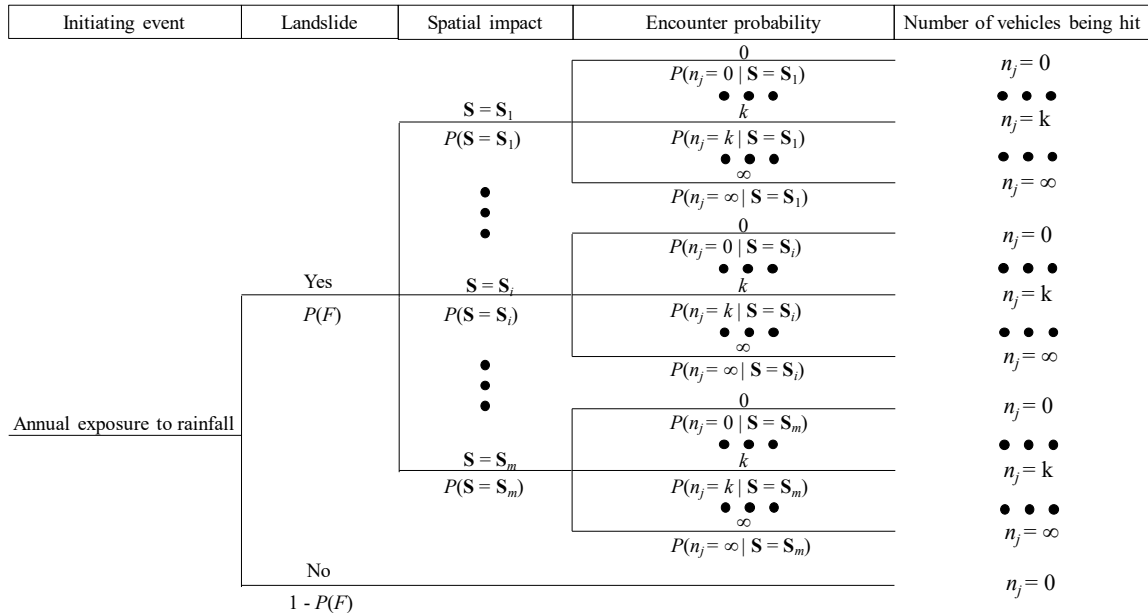 Initiating event Landslide Spatial impact Encounter probability Number of vehicles being hit
0
P(n_j = 0 | S = S_1)
n_j = 0
● ● ●
● ● ●
S = S_1
k
n_j = k
P(S = S_1)
P(n_j = k | S = S_1)
● ● ●
● ● ●
∞
n_j = ∞
P(n_j = ∞ | S = S_1)
●
●
●
0
n_j = 0
P(n_j = 0 | S = S_i)
● ● ●
● ● ●
Yes
S = S_i
k
n_j = k
P(F)
P(S = S_i)
P(n_j = k | S = S_i)
● ● ●
● ● ●
∞
n_j = ∞
P(n_j = ∞ | S = S_i)
●
●
●
0
n_j = 0
Annual exposure to rainfall
P(n_j = 0 | S = S_m)
● ● ●
● ● ●
S = S_m
k
n_j = k
P(S = S_m)
P(n_j = k | S = S_m)
● ● ●
● ● ●
∞
n_j = ∞
P(n_j = ∞ | S = S_m)
No
n_j = 0
1 - P(F)